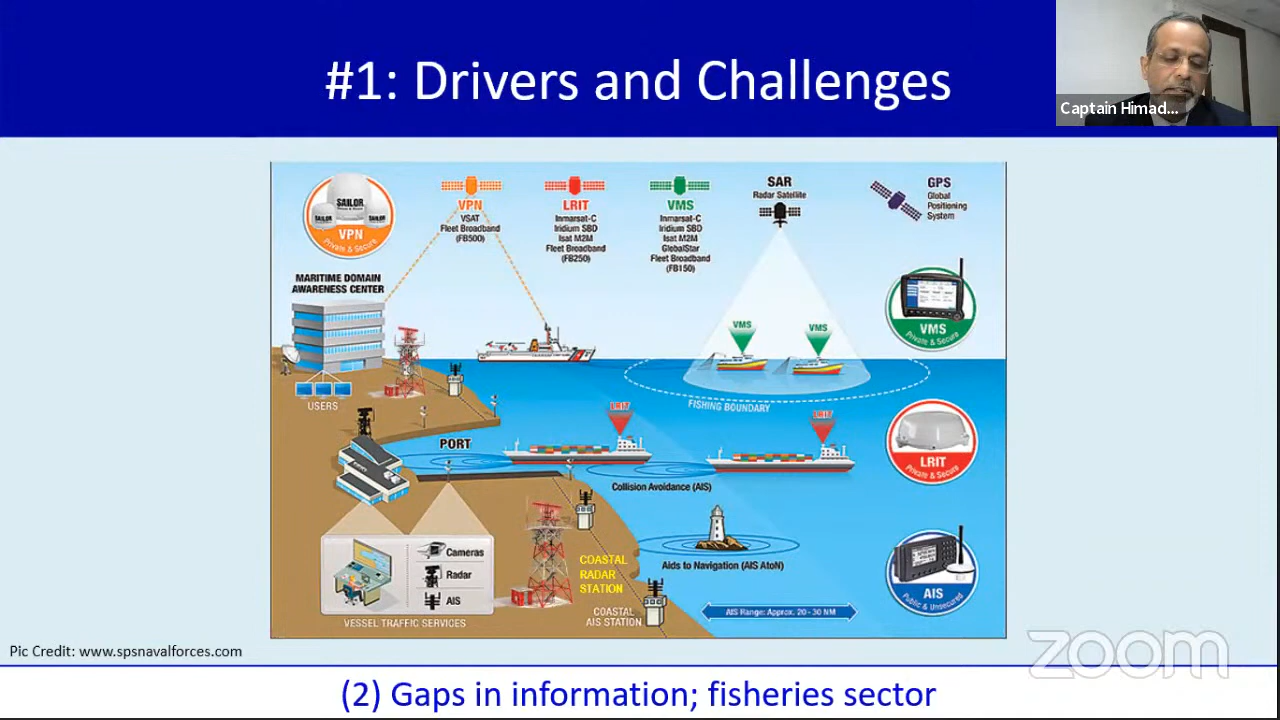 #1: Drivers and Challenges
Captain Himad...
SAILOR
SAILOR
SAILOR
VPN
Private & Secure
VPN
VSAT
Fleet Broadband
(FB500)
LRIT
Inmarsat-C
Iridium SBD
Isat M2M
Fleet Broadband
(FB250)
VMS
Inmarsat-C
Iridium SBD
Isat M2M
GlobalStar
Fleet Broadband
(FB150)
SAR
Radar Satellite
GPS
Global
Positioning
System
MARITIME DOMAIN
AWARENESS CENTER
VMS
VMS
VMS
Private & Secure
USERS
FISHING BOUNDARY
LRIT
LRIT
PORT
LRIT
Private & Secure
Collision Avoidance (AIS)
Cameras
Radar
AIS
COASTAL
RADAR
STATION
Aids to Navigation (AIS AtoN)
AIS
Public & Unsecured
COASTAL
AIS STATION
AIS Range: Approx. 20 - 30 NM
VESSEL TRAFFIC SERVICES
Pic Credit: www.spsnavalforces.com
zoom
(2) Gaps in information; fisheries sector